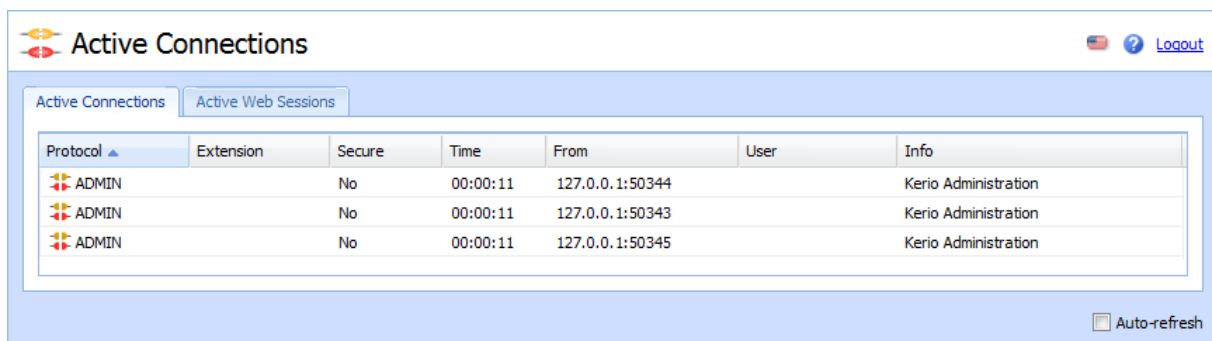 Active Connections
Logout
Active Connections Active Web Sessions
Protocol Extension Secure Time From User Info
ADMIN No 00:00:11 127.0.0.1:50344 Kerio Administration
ADMIN No 00:00:11 127.0.0.1:50343 Kerio Administration
ADMIN No 00:00:11 127.0.0.1:50345 Kerio Administration
Auto-refresh